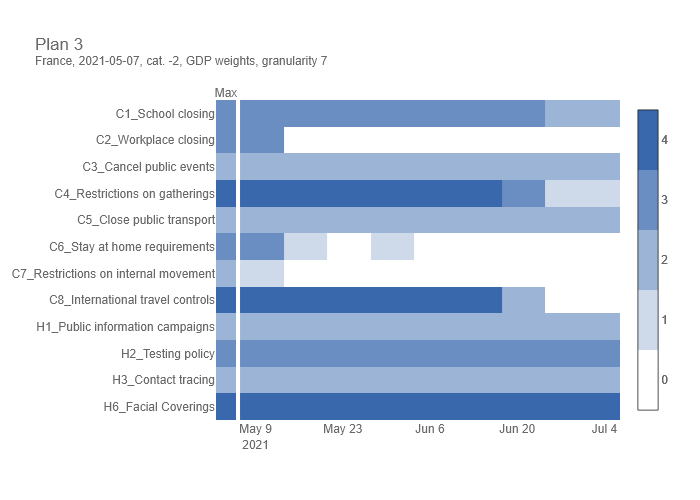 Plan 3
France, 2021-05-07, cat. -2, GDP weights, granularity 7
Max
C1_School closing
C2_Workplace closing
C3_Cancel public events
C4_Restrictions on gatherings
C5_Close public transport
C6_Stay at home requirements
C7_Restrictions on internal movement
C8_International travel controls
H1_Public information campaigns
H2_Testing policy
H3_Contact tracing
H6_Facial Coverings
May 9 May 23 Jun 6 Jun 20 Jul 4
2021
4
3
2
1
0